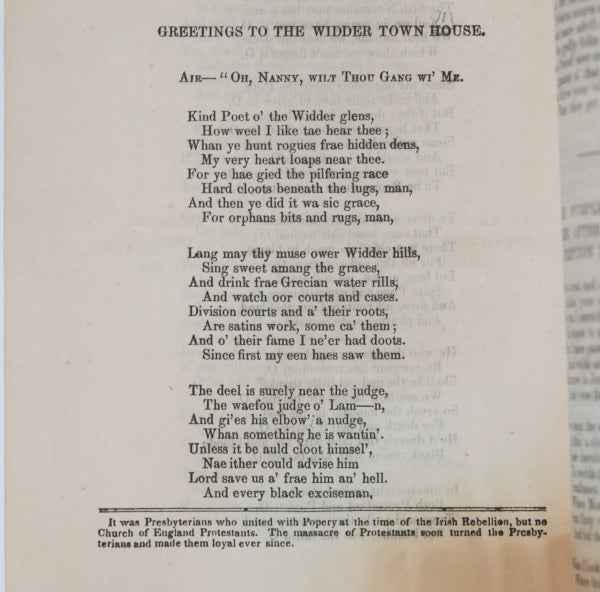 GREETINGS TO THE WIDDER TOWN HOUSE.
AIR—"OH, NANNY, WILT THOU GANG WI' ME.
Kind Poet o' the Widder glens,
How weel I like tae hear thee;
Whan ye hunt rogues frae hidden dens,
My very heart loaps near thee.
For ye hae gied the pilfering race
Hard cloots beneath the lugs, man,
And then ye did it wa sic grace,
For orphans bits and rugs, man,
Lang may thy muse ower Widder hills,
Sing sweet amang the graces,
And drink frae Grecian water rills,
And watch oor courts and cases.
Division courts and a' their roots,
Are satins work, some ca' them;
And o' their fame I ne'er had doots.
Since first my een haes saw them.
The deel is surely near the judge,
The waefou judge o' Lam—n,
And gi'es his elbow' a nudge,
Whan something he is wantin'.
Unless it be auld cloot himsel',
Nae ither could advise him
Lord save us a' frae him an' hell.
And every black exciseman,
It was Presbyterians who united with Popery at the time of the Irish Rebellion, but no
Church of England Protestants. The massacre of Protestants soon turned the Presby-
terians and made them loyal ever since.